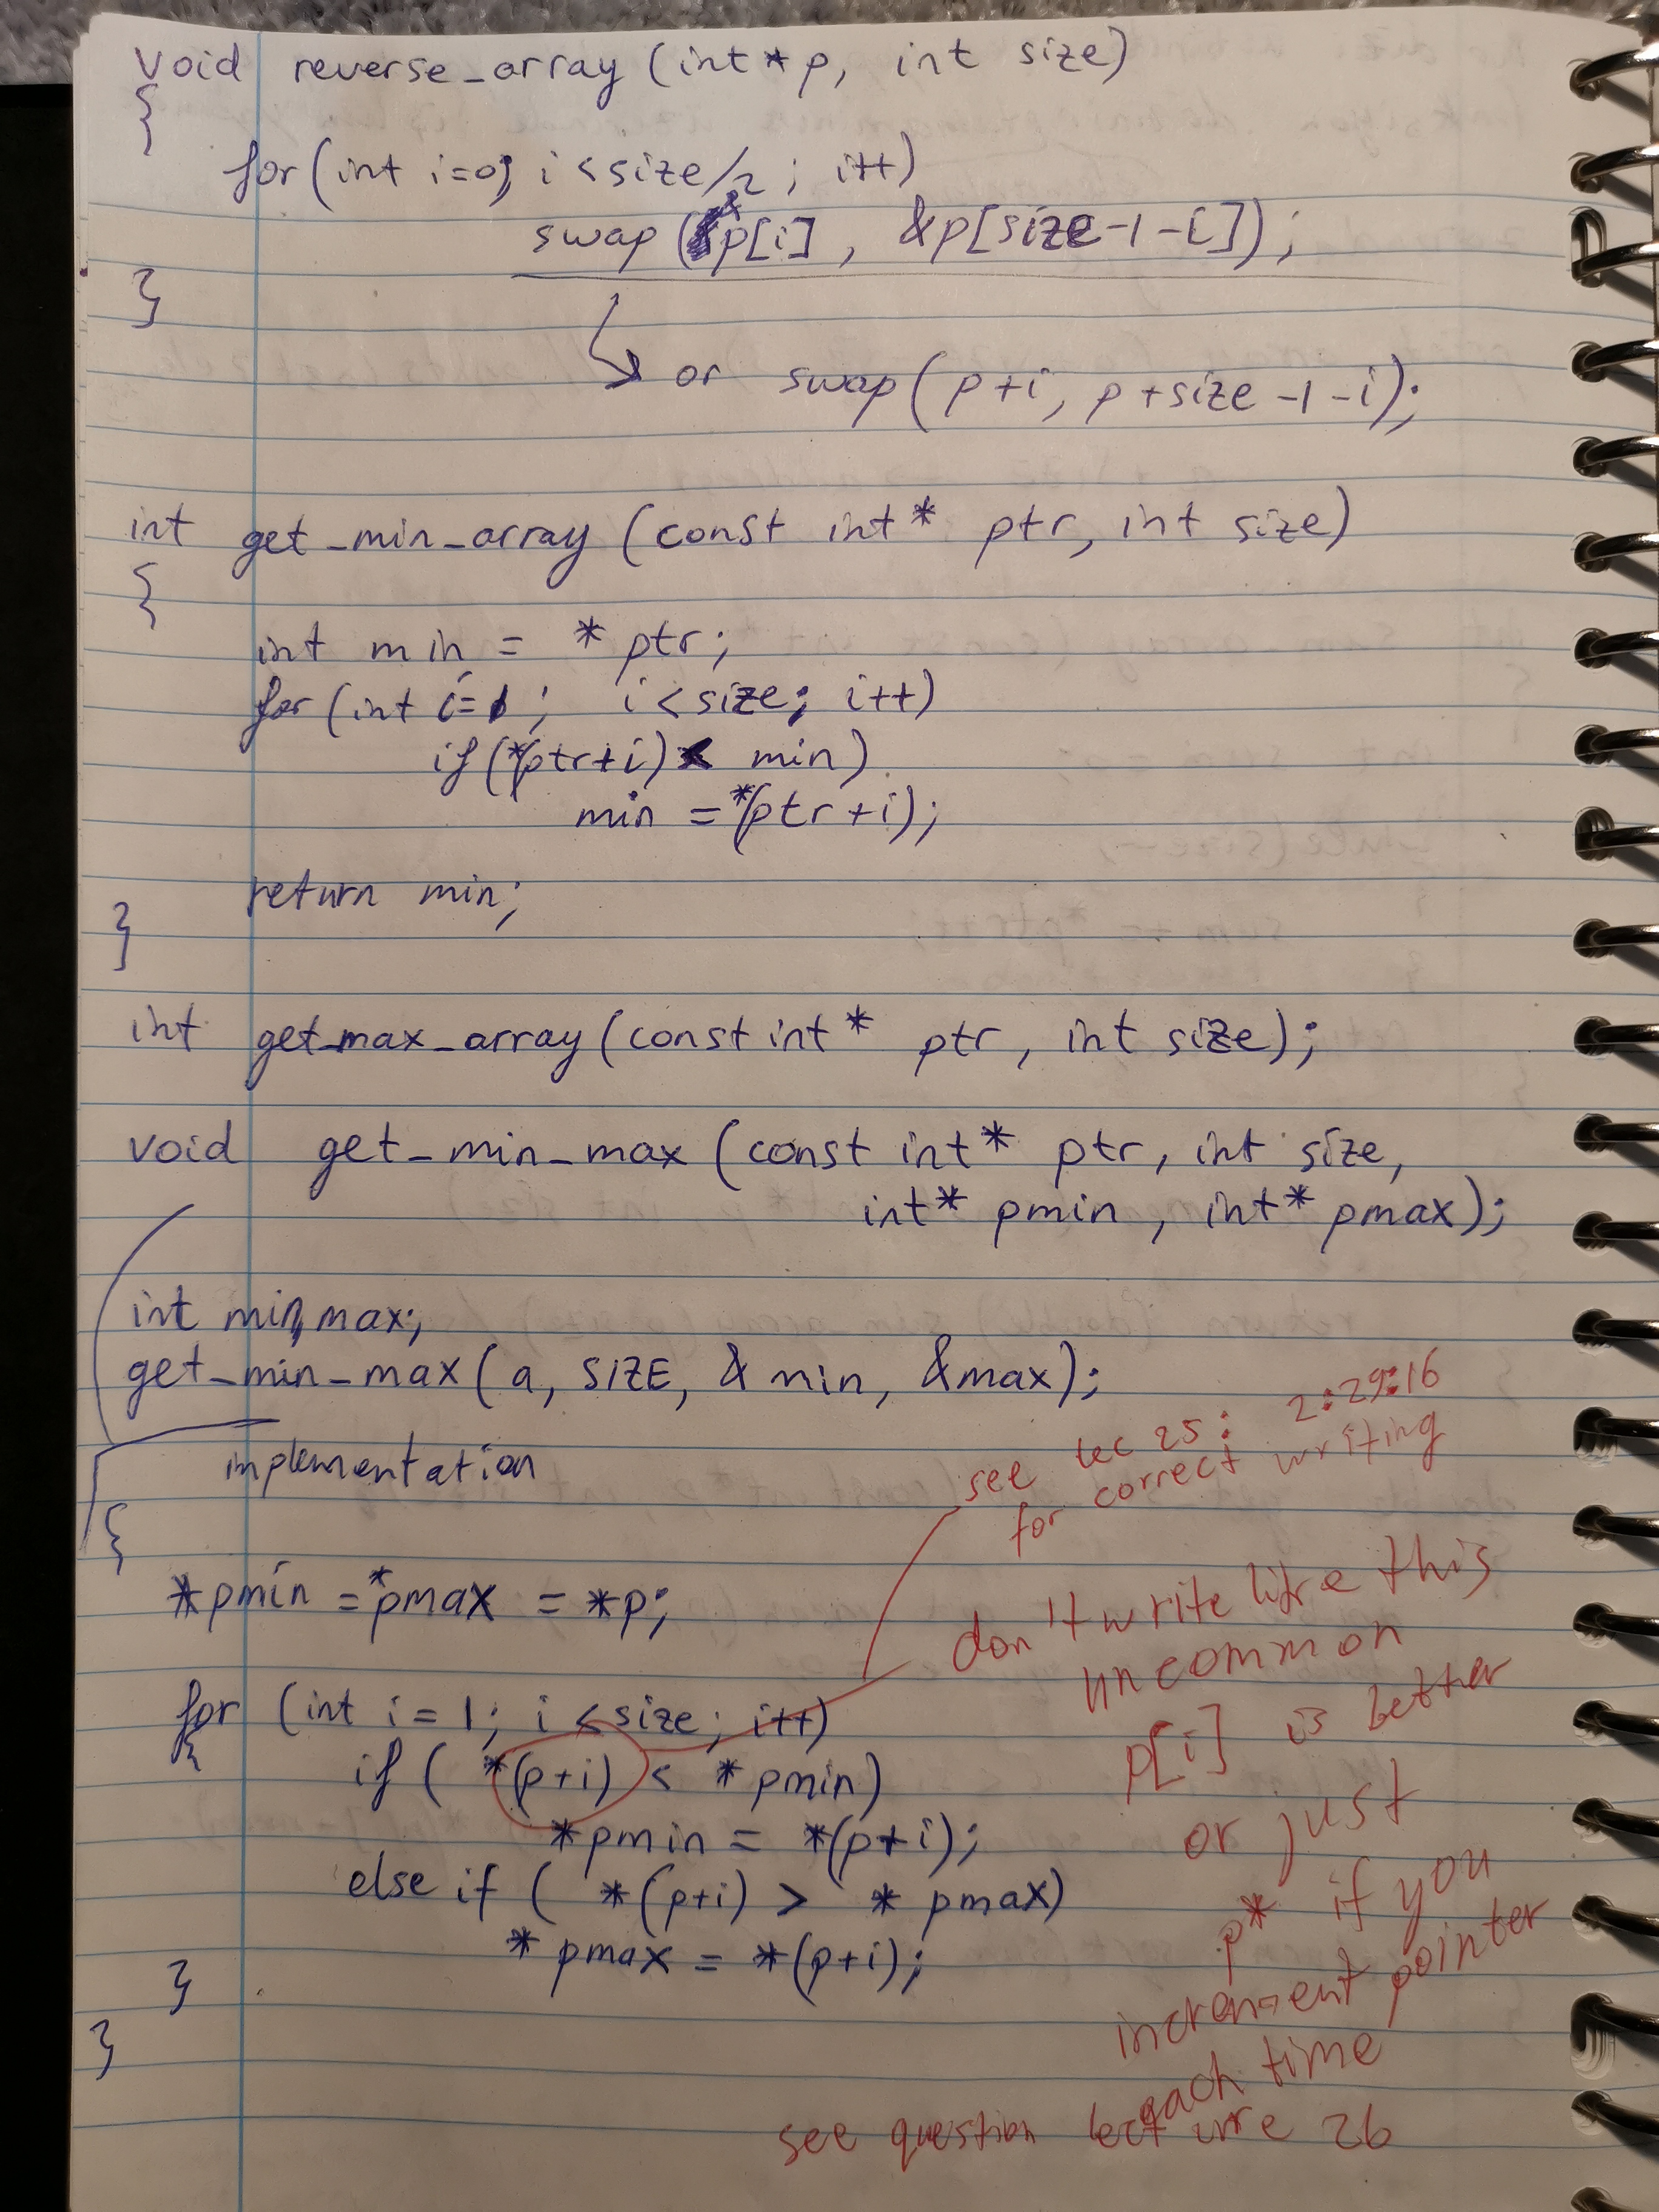 void reverse_array (int* p, int size)
{
for(int i=0; i<size/2; i++)
swap(&p[i], &p[size-1-i]);
}
or swap(p+i, p+size-1-i);
int get_min_array (const int* ptr, int size)
{
int min = *ptr;
for(int i=1; i<size; i++)
if(*(ptr+i) < min)
min = *(ptr+i);
return min;
}
int get_max_array(const int* ptr, int size);
void get_min_max (const int* ptr, int size,
int* pmin, int* pmax);
int min, max;
get_min_max(a, SIZE, &min, &max);
implementation
{
*pmin = *pmax = *p;
for (int i=1; i<size; i++)
{
if( *(p+i) < *pmin)
*pmin = *(p+i);
else if ( *(p+i) > *pmax)
*pmax = *(p+i);
}
}
see lec 25: 2:29:16
for correct writing
don't write like this
uncommon
p[i] is better
or just
p* if you
increment pointer
each time
see question lecture 26